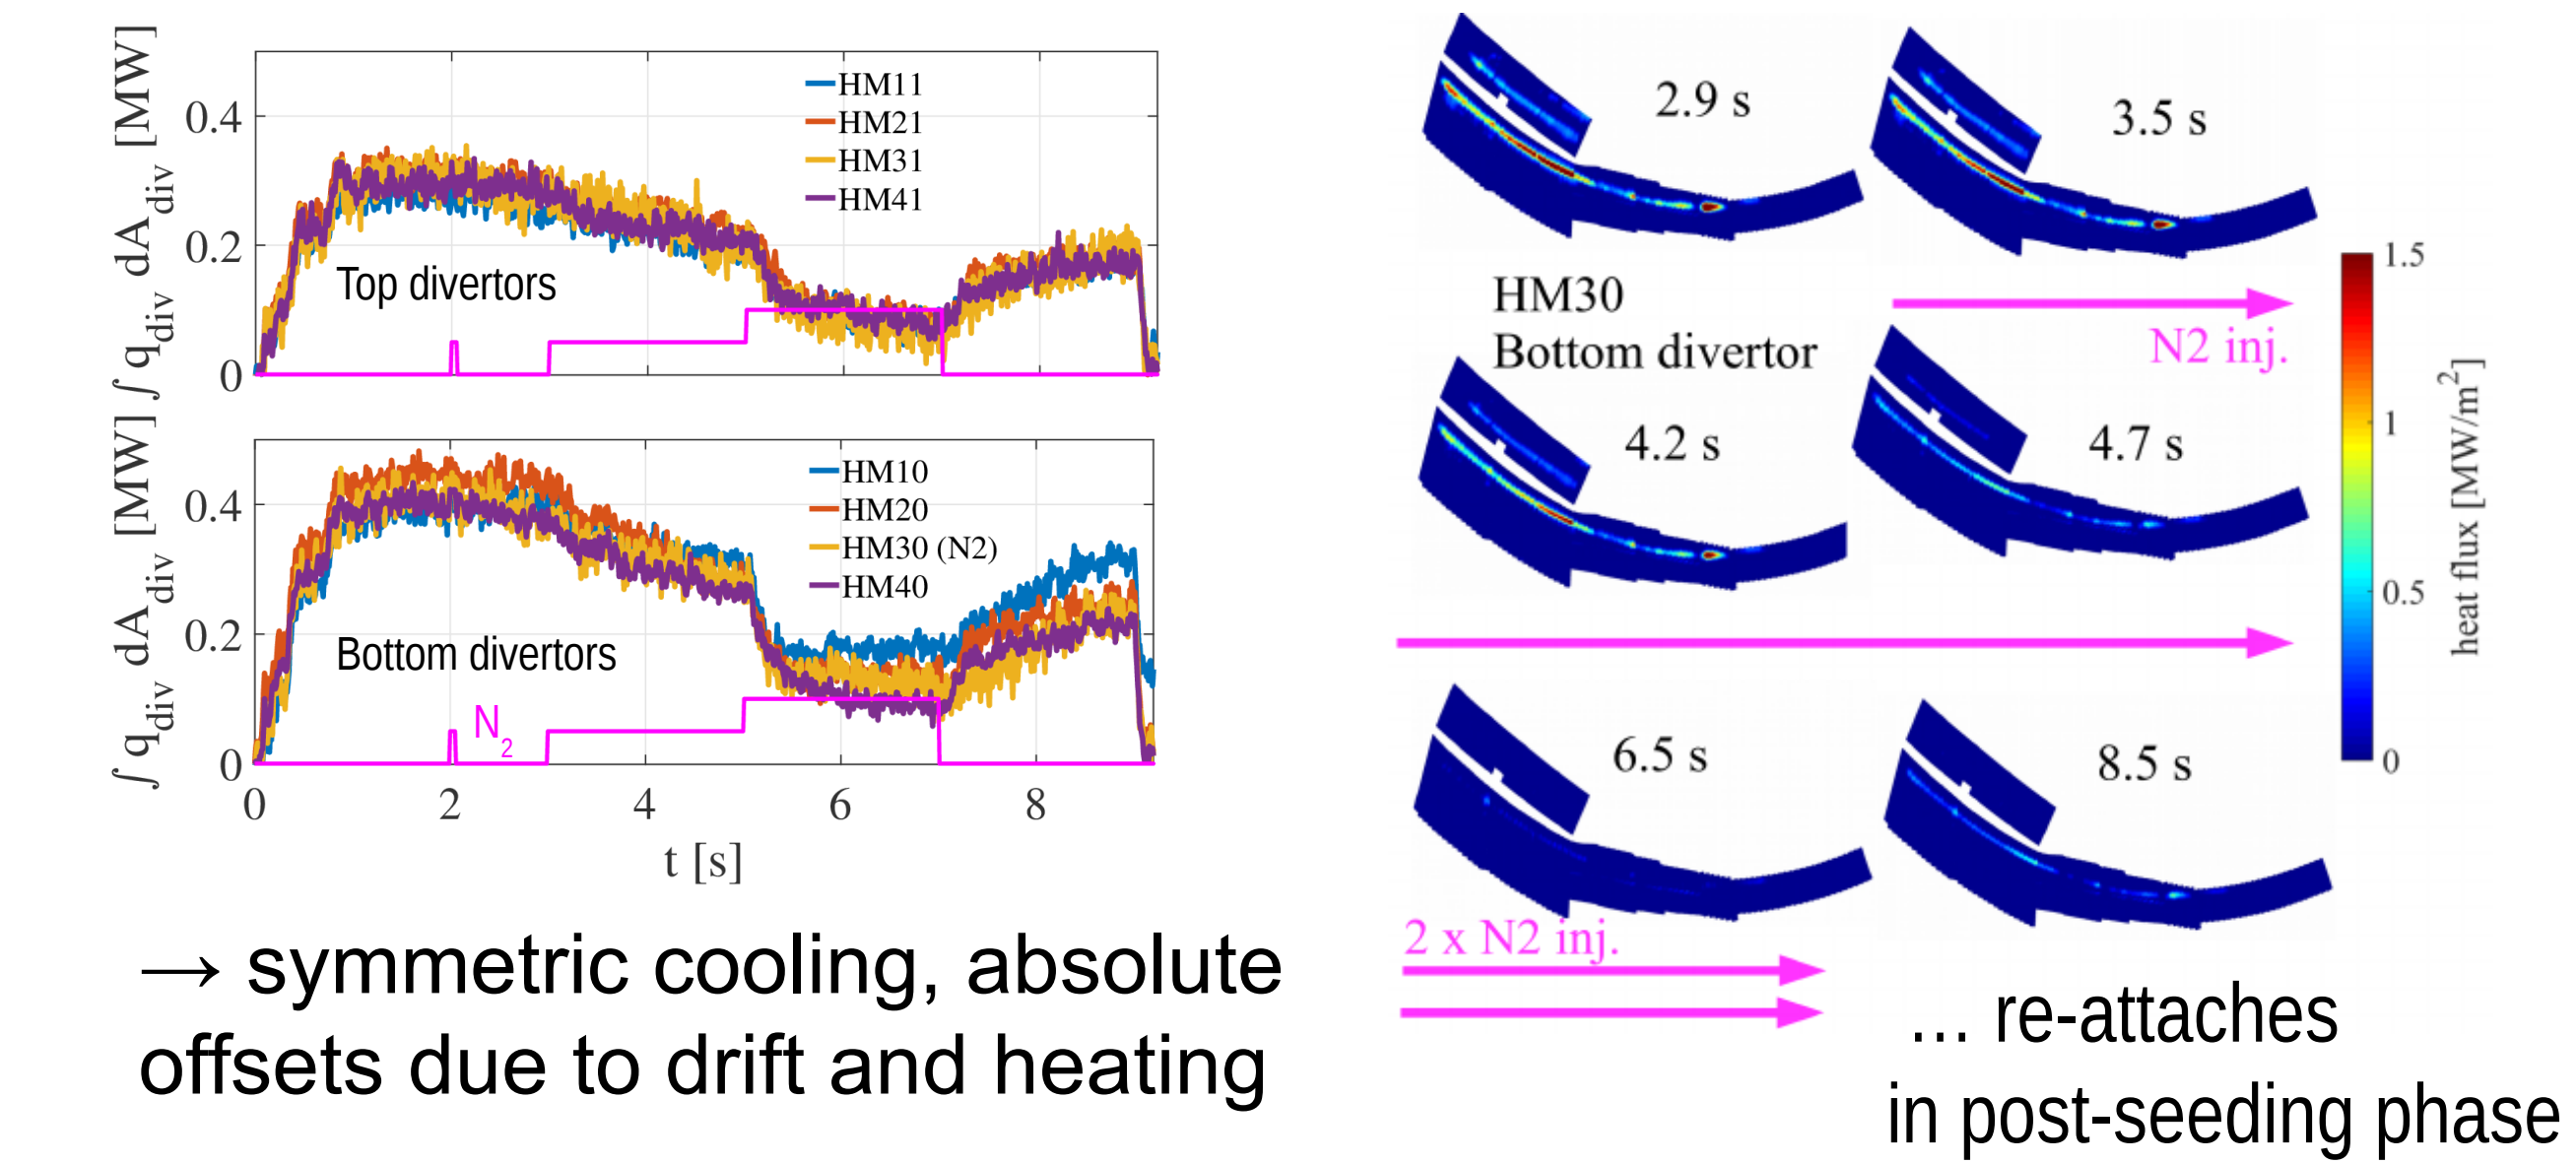 ∫ q_div dA_div [MW]
0.4
0.2
0
HM11
HM21
HM31
HM41
Top divertors
∫ q_div dA_div [MW]
0.4
0.2
0
HM10
HM20
HM30 (N2)
HM40
Bottom divertors
N₂
0 2 4 6 8
t [s]
→ symmetric cooling, absolute
offsets due to drift and heating
2.9 s
3.5 s
HM30
Bottom divertor
N2 inj.
4.2 s
4.7 s
6.5 s
8.5 s
2 x N2 inj.
1.5
1
0.5
0
heat flux [MW/m²]
… re-attaches
in post-seeding phase